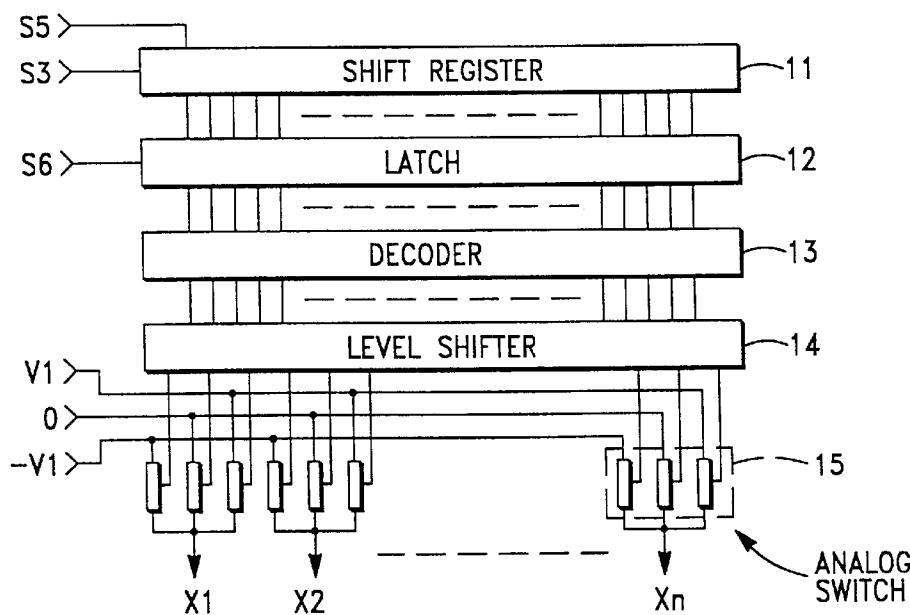 S5
S3
SHIFT REGISTER
11
S6
LATCH
12
DECODER
13
LEVEL SHIFTER
14
V1
0
-V1
15
X1
X2
Xn
ANALOG
SWITCH